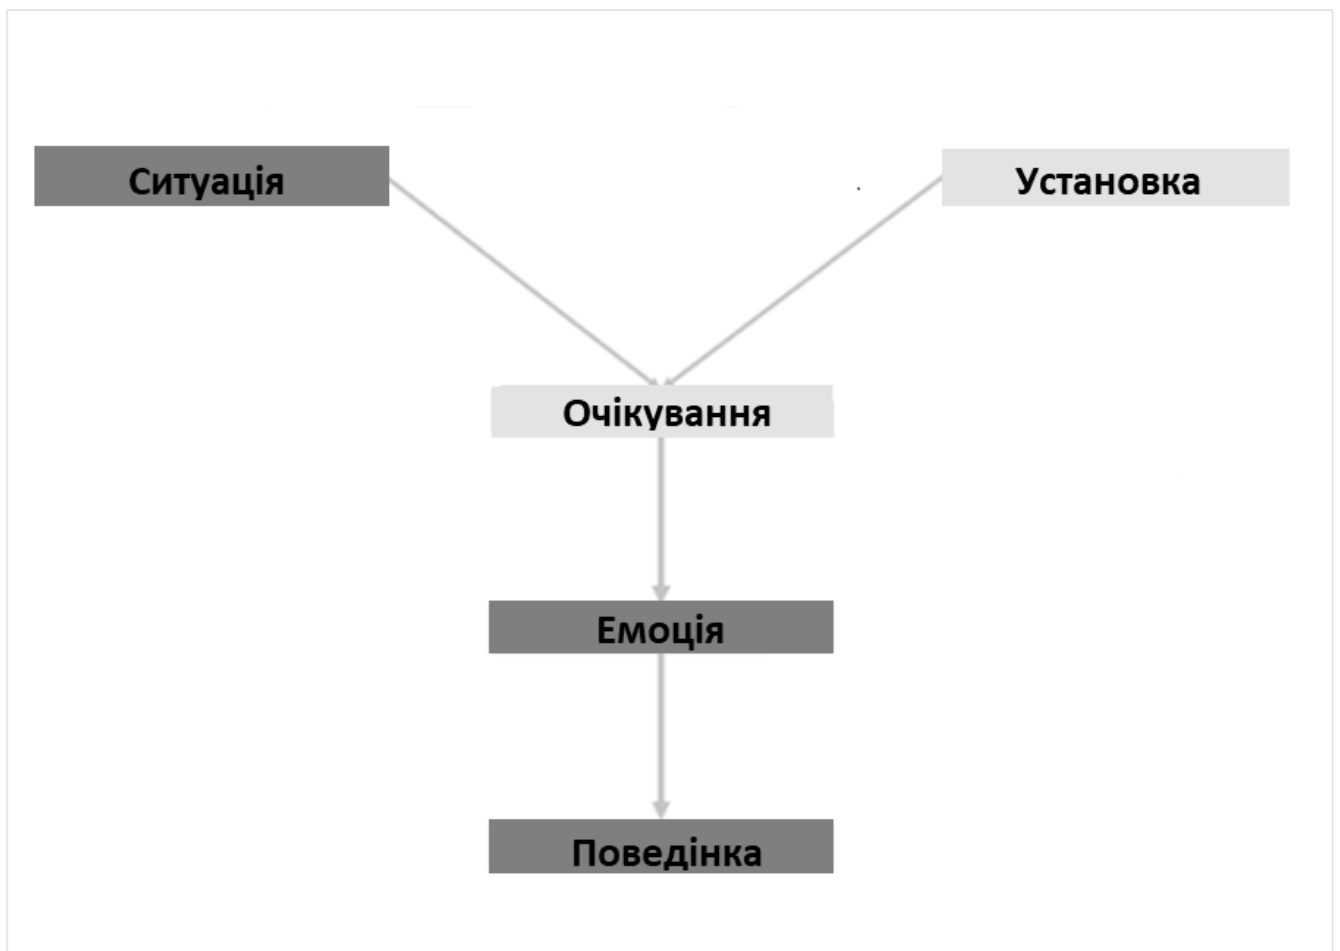 Ситуація
Установка
Очікування
Емоція
Поведінка